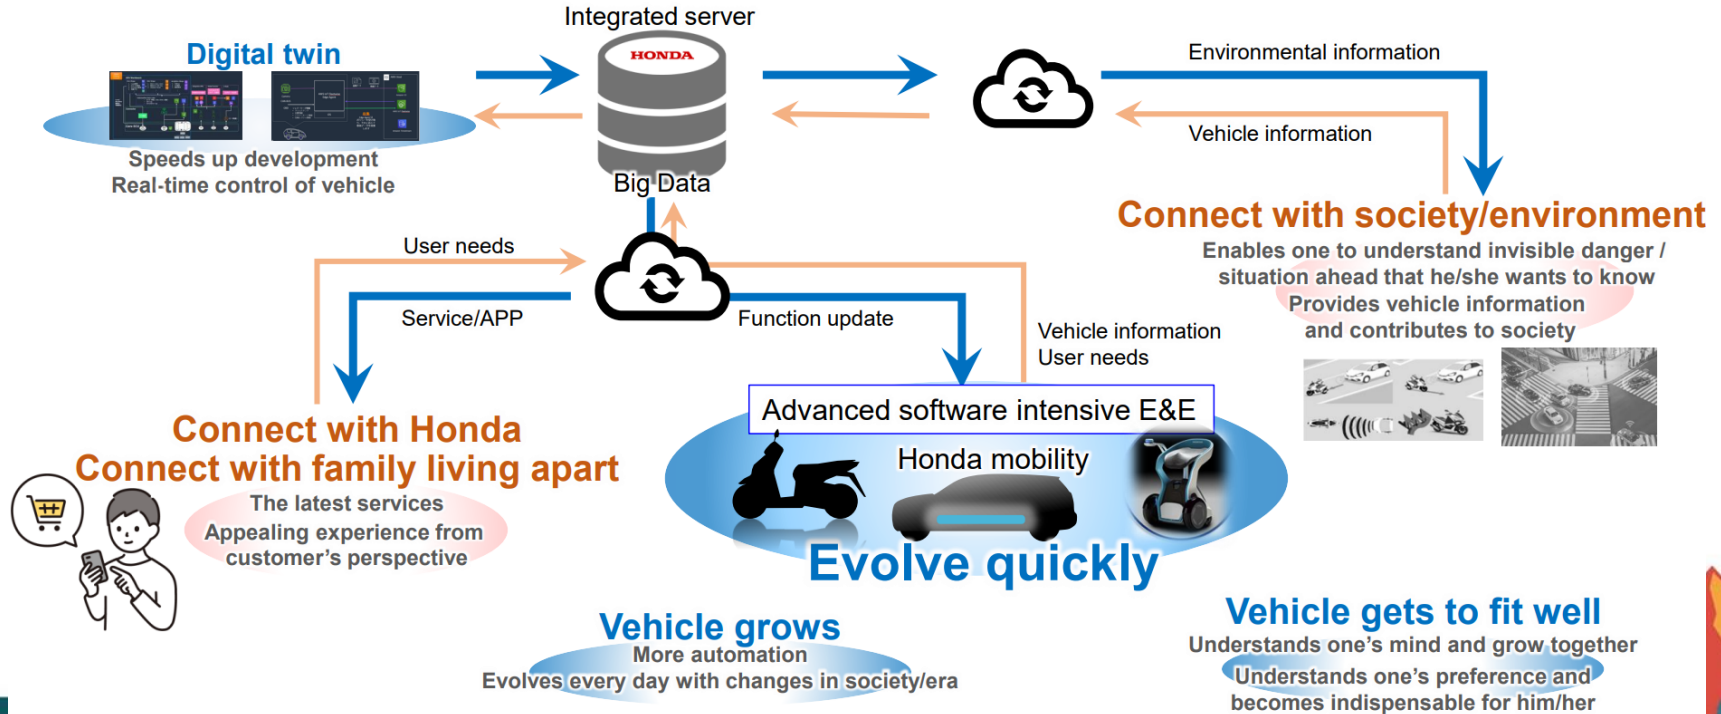 Integrated server
HONDA
Big Data
Digital twin
Speeds up development
Real-time control of vehicle
Environmental information
Vehicle information
Connect with society/environment
Enables one to understand invisible danger /
situation ahead that he/she wants to know
Provides vehicle information
and contributes to society
User needs
Service/APP
Function update
Vehicle information
User needs
Connect with Honda
Connect with family living apart
The latest services
Appealing experience from
customer's perspective
Advanced software intensive E&E
Honda mobility
Evolve quickly
Vehicle grows
More automation
Evolves every day with changes in society/era
Vehicle gets to fit well
Understands one's mind and grow together
Understands one's preference and
becomes indispensable for him/her